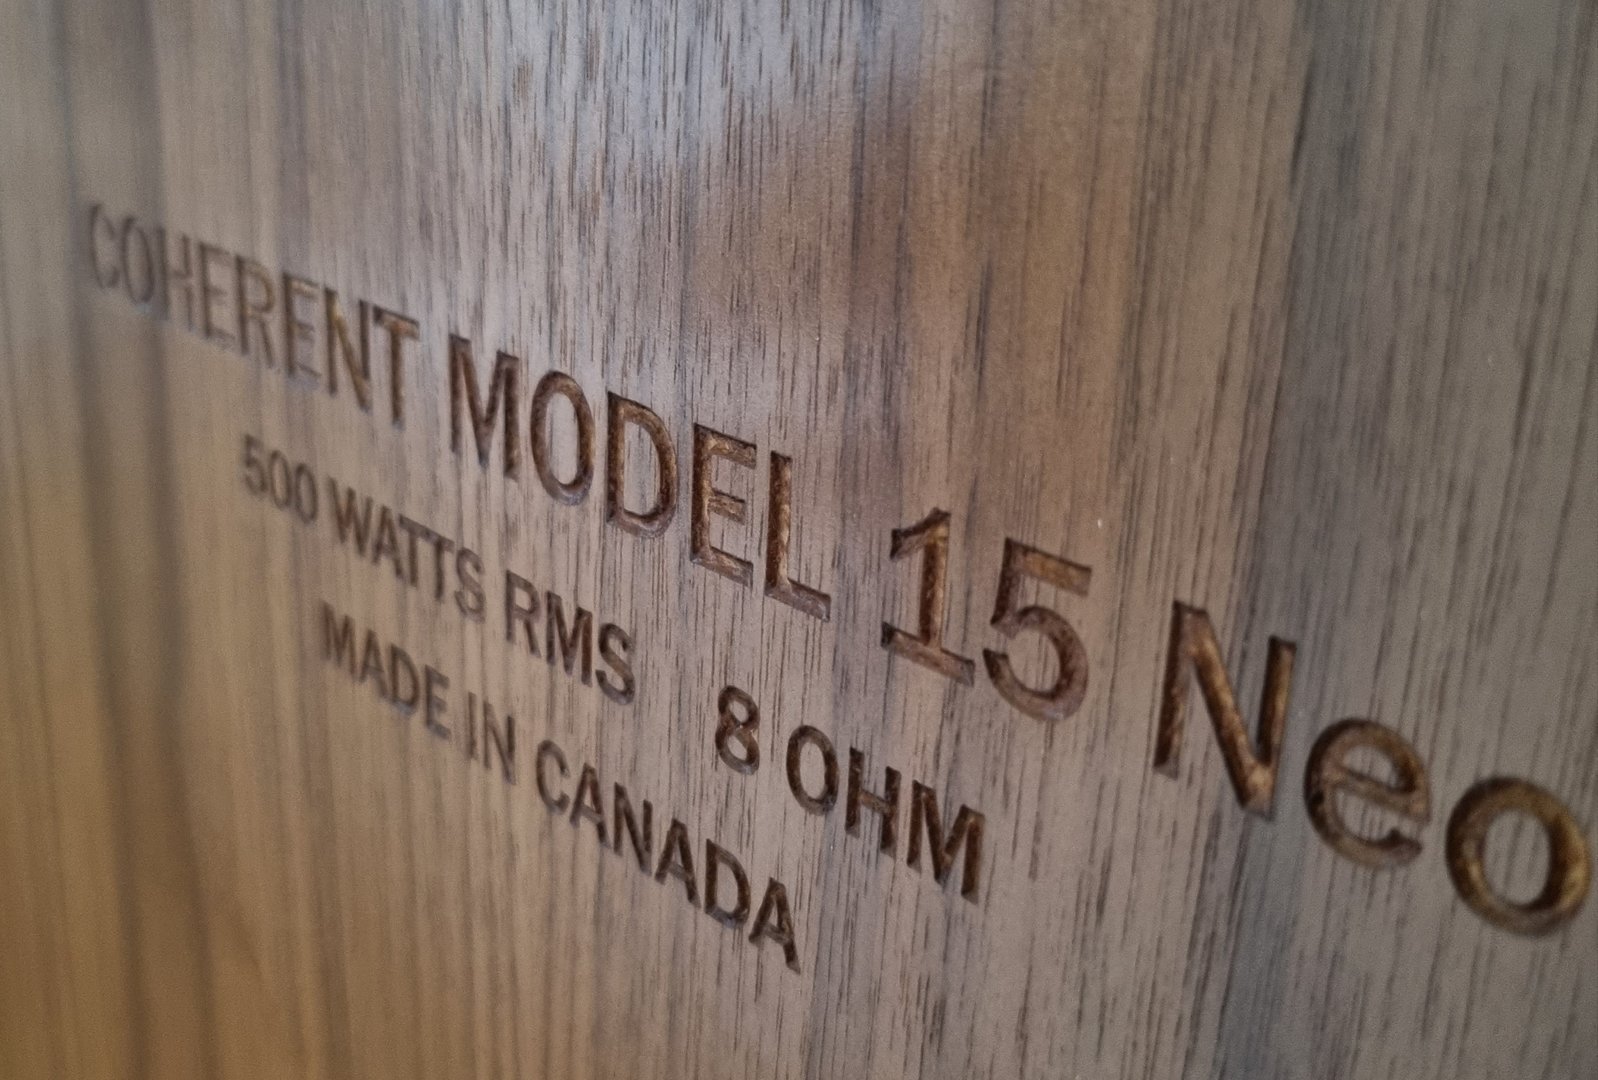 COHERENT MODEL 15 Neo
500 WATTS RMS 8 OHM
MADE IN CANADA